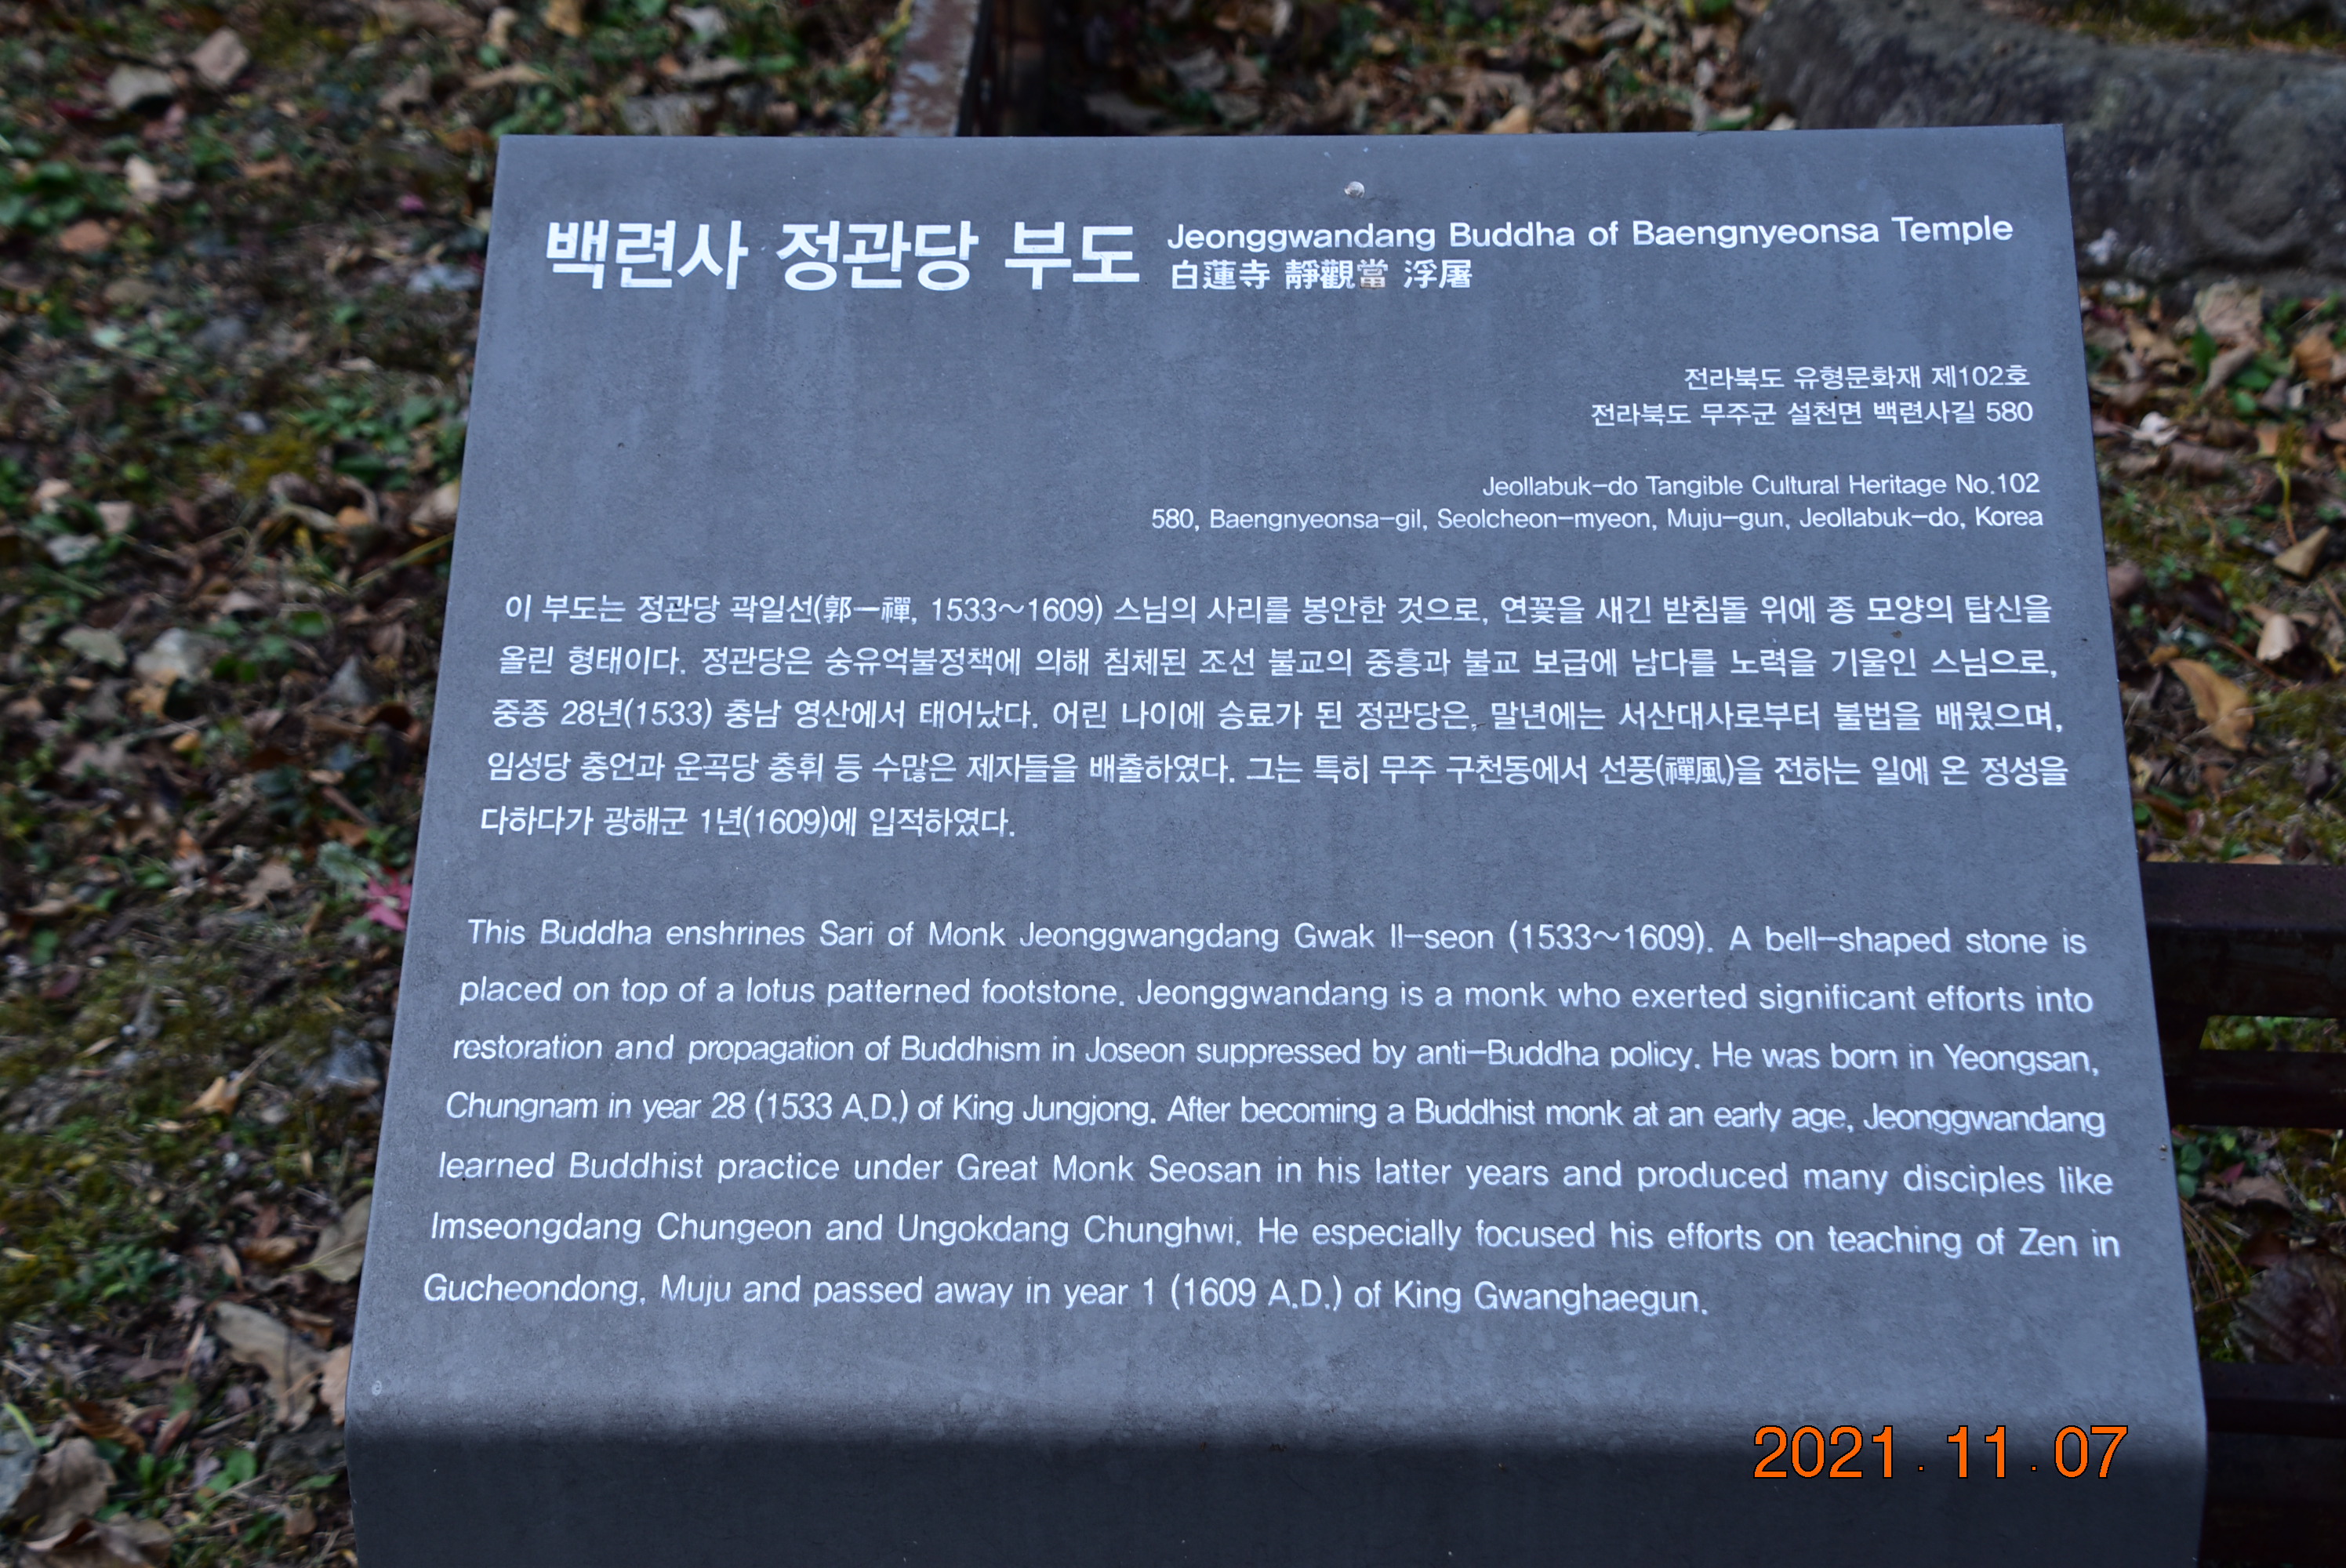 백련사 정관당 부도
Jeonggwandang Buddha of Baengnyeonsa Temple
白蓮寺 靜觀當 浮屠
전라북도 유형문화재 제102호
전라북도 무주군 설천면 백련사길 580
Jeollabuk-do Tangible Cultural Heritage No.102
580, Baengnyeonsa-gil, Seolcheon-myeon, Muju-gun, Jeollabuk-do, Korea
이 부도는 정관당 곽일선(郭一禪, 1533~1609) 스님의 사리를 봉안한 것으로, 연꽃을 새긴 받침돌 위에 종 모양의 탑신을
올린 형태이다. 정관당은 숭유억불정책에 의해 침체된 조선 불교의 중흥과 불교 보급에 남다를 노력을 기울인 스님으로,
중종 28년(1533) 충남 영산에서 태어났다. 어린 나이에 승료가 된 정관당은, 말년에는 서산대사로부터 불법을 배웠으며,
임성당 충언과 운곡당 충휘 등 수많은 제자들을 배출하였다. 그는 특히 무주 구천동에서 선풍(禪風)을 전하는 일에 온 정성을
다하다가 광해군 1년(1609)에 입적하였다.
This Buddha enshrines Sari of Monk Jeonggwangdang Gwak Il-seon (1533~1609). A bell-shaped stone is
placed on top of a lotus patterned footstone. Jeonggwandang is a monk who exerted significant efforts into
restoration and propagation of Buddhism in Joseon suppressed by anti-Buddha policy. He was born in Yeongsan,
Chungnam in year 28 (1533 A.D.) of King Jungjong. After becoming a Buddhist monk at an early age, Jeonggwandang
learned Buddhist practice under Great Monk Seosan in his latter years and produced many disciples like
Imseongdang Chungeon and Ungokdang Chunghwi. He especially focused his efforts on teaching of Zen in
Gucheondong, Muju and passed away in year 1 (1609 A.D.) of King Gwanghaegun.
2021.11.07